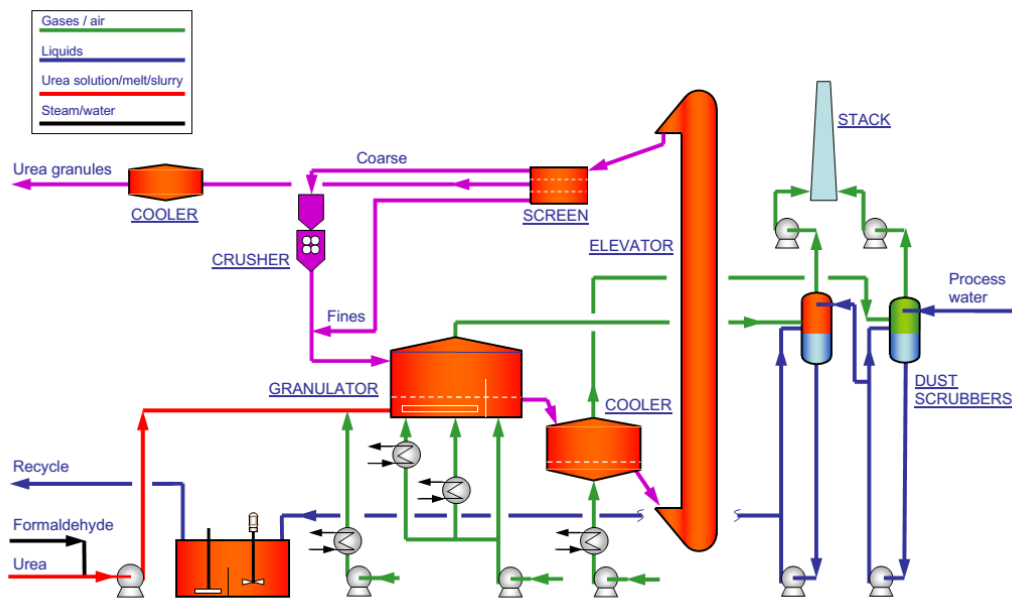 Gases / air
Liquids
Urea solution/melt/slurry
Steam/water
STACK
Coarse
Urea granules
COOLER
SCREEN
ELEVATOR
CRUSHER
Process
water
Fines
GRANULATOR
COOLER
DUST
SCRUBBERS
Recycle
Formaldehyde
Urea